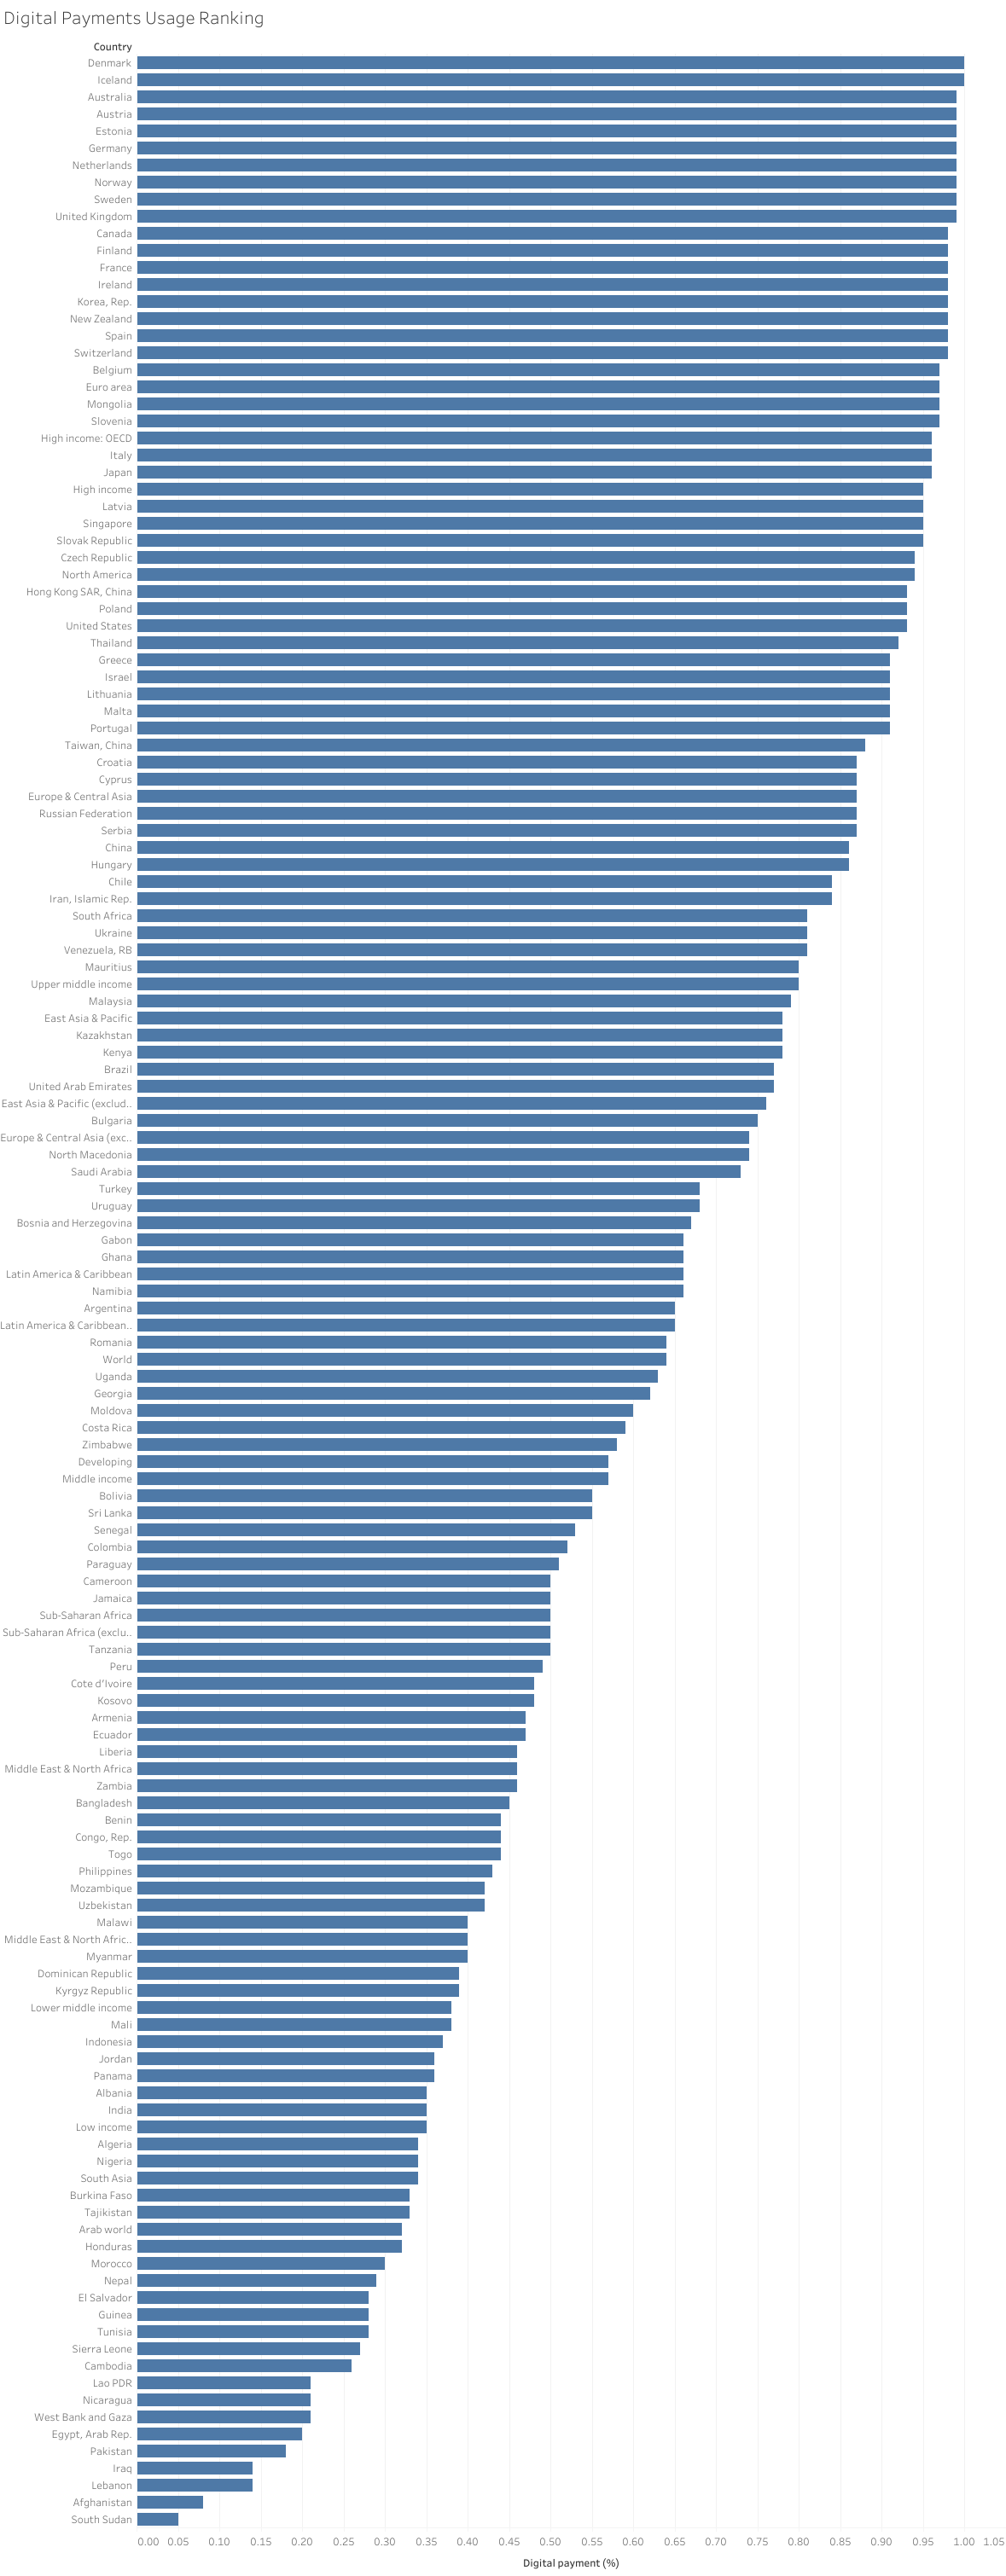 Digital Payments Usage Ranking
Country
Denmark
Iceland
Australia
Austria
Estonia
Germany
Netherlands
Norway
Sweden
United Kingdom
Canada
Finland
France
Ireland
Korea, Rep.
New Zealand
Spain
Switzerland
Belgium
Euro area
Mongolia
Slovenia
High income: OECD
Italy
Japan
High income
Latvia
Singapore
Slovak Republic
Czech Republic
North America
Hong Kong SAR, China
Poland
United States
Thailand
Greece
Israel
Lithuania
Malta
Portugal
Taiwan, China
Croatia
Cyprus
Europe & Central Asia
Russian Federation
Serbia
China
Hungary
Chile
Iran, Islamic Rep.
South Africa
Ukraine
Venezuela, RB
Mauritius
Upper middle income
Malaysia
East Asia & Pacific
Kazakhstan
Kenya
Brazil
United Arab Emirates
East Asia & Pacific (exclud..
Bulgaria
Europe & Central Asia (exc..
North Macedonia
Saudi Arabia
Turkey
Uruguay
Bosnia and Herzegovina
Gabon
Ghana
Latin America & Caribbean
Namibia
Argentina
Latin America & Caribbean..
Romania
World
Uganda
Georgia
Moldova
Costa Rica
Zimbabwe
Developing
Middle income
Bolivia
Sri Lanka
Senegal
Colombia
Paraguay
Cameroon
Jamaica
Sub-Saharan Africa
Sub-Saharan Africa (exclu..
Tanzania
Peru
Cote d'Ivoire
Kosovo
Armenia
Ecuador
Liberia
Middle East & North Africa
Zambia
Bangladesh
Benin
Congo, Rep.
Togo
Philippines
Mozambique
Uzbekistan
Malawi
Middle East & North Afric..
Myanmar
Dominican Republic
Kyrgyz Republic
Lower middle income
Mali
Indonesia
Jordan
Panama
Albania
India
Low income
Algeria
Nigeria
South Asia
Burkina Faso
Tajikistan
Arab world
Honduras
Morocco
Nepal
El Salvador
Guinea
Tunisia
Sierra Leone
Cambodia
Lao PDR
Nicaragua
West Bank and Gaza
Egypt, Arab Rep.
Pakistan
Iraq
Lebanon
Afghanistan
South Sudan
0.00 0.05 0.10 0.15 0.20 0.25 0.30 0.35 0.40 0.45 0.50 0.55 0.60 0.65 0.70 0.75 0.80 0.85 0.90 0.95 1.00 1.05
Digital payment (%)